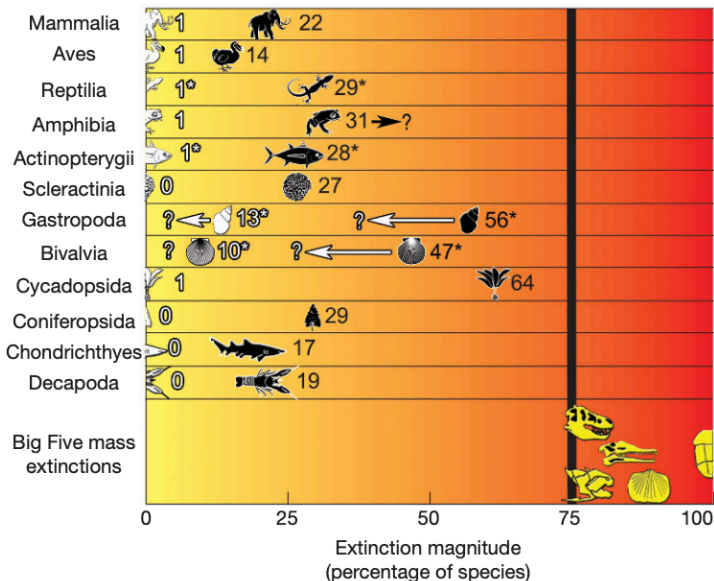 Mammalia 1 22
Aves 1 14
Reptilia 1* 29*
Amphibia 1 31 ?
Actinopterygii 1* 28*
Scleractinia 0 27
Gastropoda ? 13* ? 56*
Bivalvia ? 10* ? 47*
Cycadopsida 1 64
Coniferopsida 0 29
Chondrichthyes 0 17
Decapoda 0 19
Big Five mass
extinctions
0 25 50 75 100
Extinction magnitude
(percentage of species)